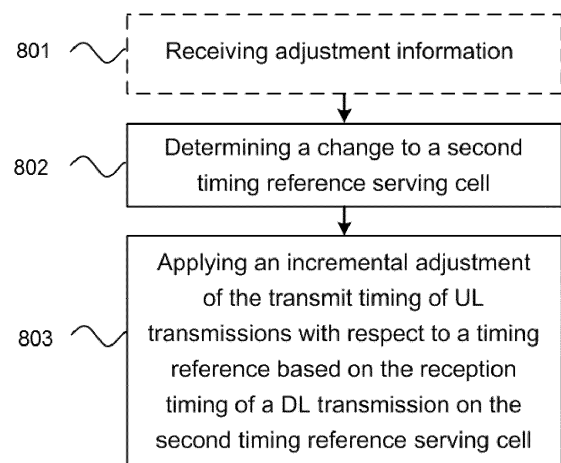 801
Receiving adjustment information
802
Determining a change to a second
timing reference serving cell
803
Applying an incremental adjustment
of the transmit timing of UL
transmissions with respect to a timing
reference based on the reception
timing of a DL transmission on the
second timing reference serving cell